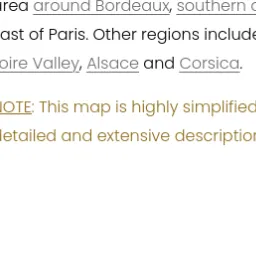 area around Bordeaux, southern
east of Paris. Other regions include
Loire Valley, Alsace and Corsica.
NOTE: This map is highly simplified
detailed and extensive description